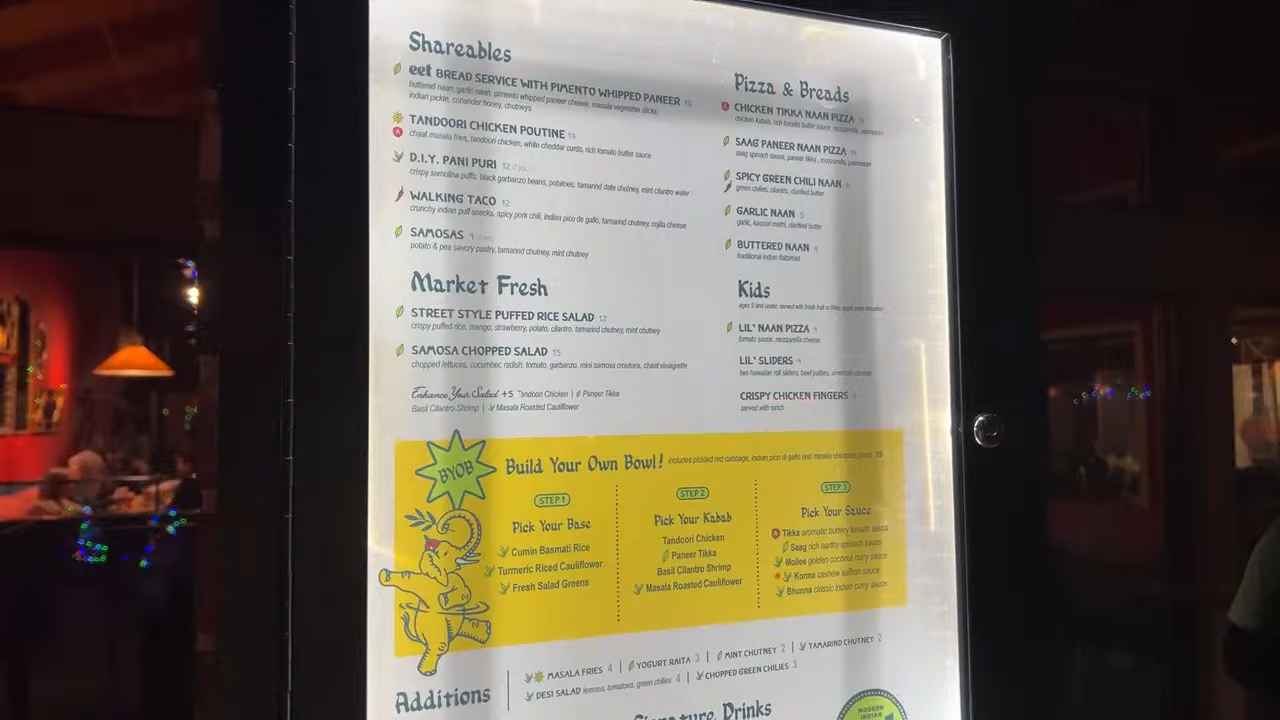 Shareables
eet BREAD SERVICE WITH PIMENTO WHIPPED PANEER 15
buttered naan, garlic naan, pimento whipped paneer cheese, masala vegetable sticks,
indian pickle, coriander honey, chutneys
TANDOORI CHICKEN POUTINE 14
chaat masala fries, tandoori chicken, white cheddar curds, rich tomato butter sauce
D.I.Y. PANI PURI 12
crispy semolina puffs, black garbanzo beans, potatoes, tamarind date chutney, mint cilantro water
WALKING TACO 12
crunchy indian puff snacks, spicy pork chili, indian pico de gallo, tamarind chutney, cojita cheese
SAMOSAS 9
potato & pea savory pastry, tamarind chutney, mint chutney
Market Fresh
STREET STYLE PUFFED RICE SALAD 12
crispy puffed rice, mango, strawberry, potato, cilantro, tamarind chutney, mint chutney
SAMOSA CHOPPED SALAD 15
chopped lettuces, cucumber, radish, tomato, garbanzo, mini samosa croutons, chaat vinaigrette
Enhance Your Salad +5 Tandoori Chicken | Paneer Tikka
Basil Cilantro Shrimp | Masala Roasted Cauliflower
Pizza & Breads
CHICKEN TIKKA NAAN PIZZA
chicken kabab, rich tomato butter sauce, mozzarella, parmesan
SAAG PANEER NAAN PIZZA
saag spinach sauce, paneer tikka, mozzarella, parmesan
SPICY GREEN CHILI NAAN
green chilies, cilantro, clarified butter
GARLIC NAAN 5
garlic, kasoori methi, clarified butter
BUTTERED NAAN
traditional indian flatbread
Kids
ages 9 and under, served with fresh fruit or fries,
LIL' NAAN PIZZA 9
tomato sauce, mozzarella cheese
LIL' SLIDERS 9
two hawaiian roll sliders, beef patties, american cheese
CRISPY CHICKEN FINGERS
served with ranch
BYOB
Build Your Own Bowl! includes pickled red cabbage, indian pico di gallo and masala chickpea 18
STEP 1
Pick Your Base
Cumin Basmati Rice
Turmeric Riced Cauliflower
Fresh Salad Greens
STEP 2
Pick Your Kabab
Tandoori Chicken
Paneer Tikka
Basil Cilantro Shrimp
Masala Roasted Cauliflower
STEP 3
Pick Your Sauce
Tikka aromatic buttery tomato sauce
Saag rich earthy spinach sauce
Moilee golden coconut curry sauce
Korma cashew saffron sauce
Bhunna classic indian curry sauce
Additions
MASALA FRIES 4 | YOGURT RAITA 3 | MINT CHUTNEY 2 | TAMARIND CHUTNEY 2
DESI SALAD lemons, tomatoes, green chilies 4 | CHOPPED GREEN CHILIES 3
Signature Drinks
MODERN
INDIAN